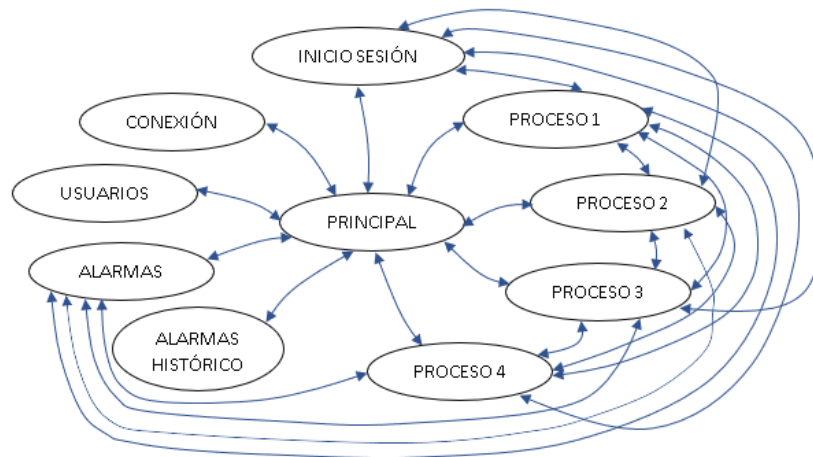 INICIO SESIÓN
CONEXIÓN
PROCESO 1
USUARIOS
PROCESO 2
PRINCIPAL
ALARMAS
PROCESO 3
ALARMAS
HISTÓRICO
PROCESO 4